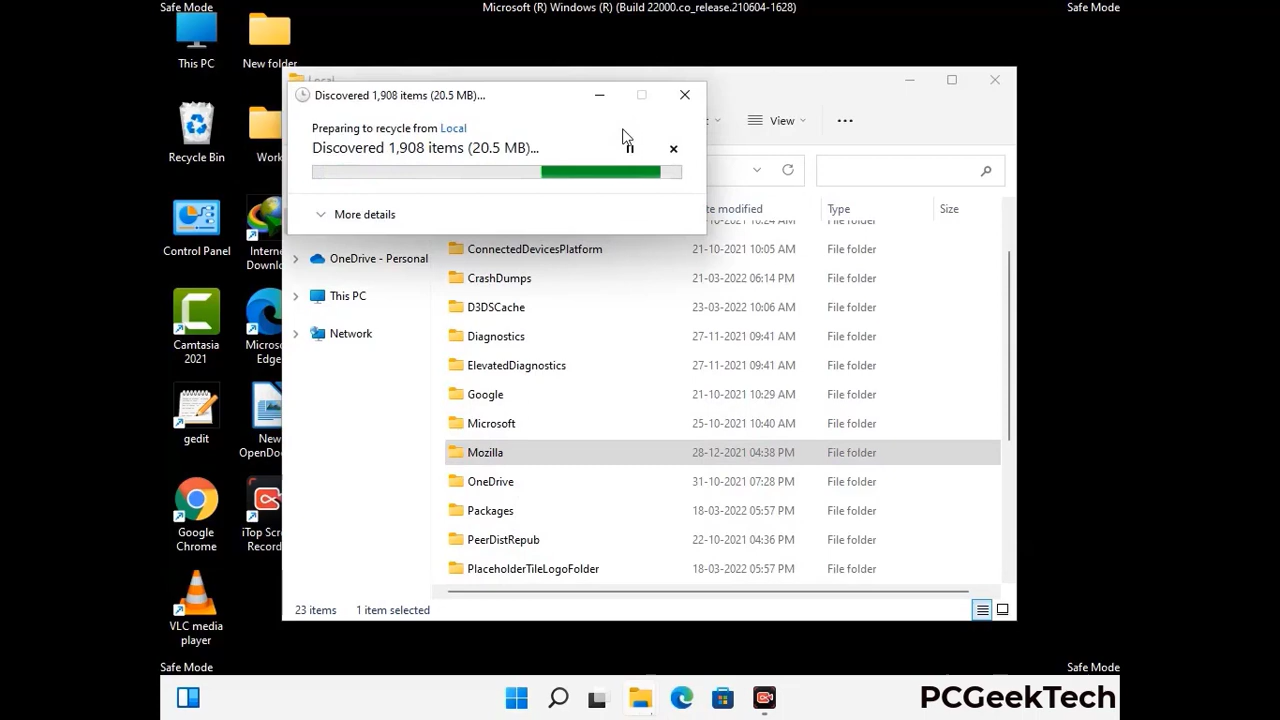 Safe Mode
Microsoft (R) Windows (R) (Build 22000.co_release.210604-1628)
Safe Mode
This PC
New folder
Recycle Bin
Work
Control Panel
Intern
Downlo
Camtasia
2021
Micros
Edge
gedit
New
OpenDoc
Google
Chrome
iTop Scre
Record
VLC media
player
Local
Discovered 1,908 items (20.5 MB)...
Preparing to recycle from Local
Discovered 1,908 items (20.5 MB)...
More details
View
te modified
Type
Size
OneDrive - Personal
This PC
Network
File folder
ConnectedDevicesPlatform 21-10-2021 10:05 AM File folder
CrashDumps 21-03-2022 06:14 PM File folder
D3DSCache 23-03-2022 10:06 AM File folder
Diagnostics 27-11-2021 09:41 AM File folder
ElevatedDiagnostics 27-11-2021 09:41 AM File folder
Google 21-10-2021 10:29 AM File folder
Microsoft 25-10-2021 10:40 AM File folder
Mozilla 28-12-2021 04:38 PM File folder
OneDrive 31-10-2021 07:28 PM File folder
Packages 18-03-2022 05:57 PM File folder
PeerDistRepub 22-10-2021 04:36 PM File folder
PlaceholderTileLogoFolder 18-03-2022 05:57 PM File folder
23 items
1 item selected
Safe Mode
Safe Mode
PCGeekTech